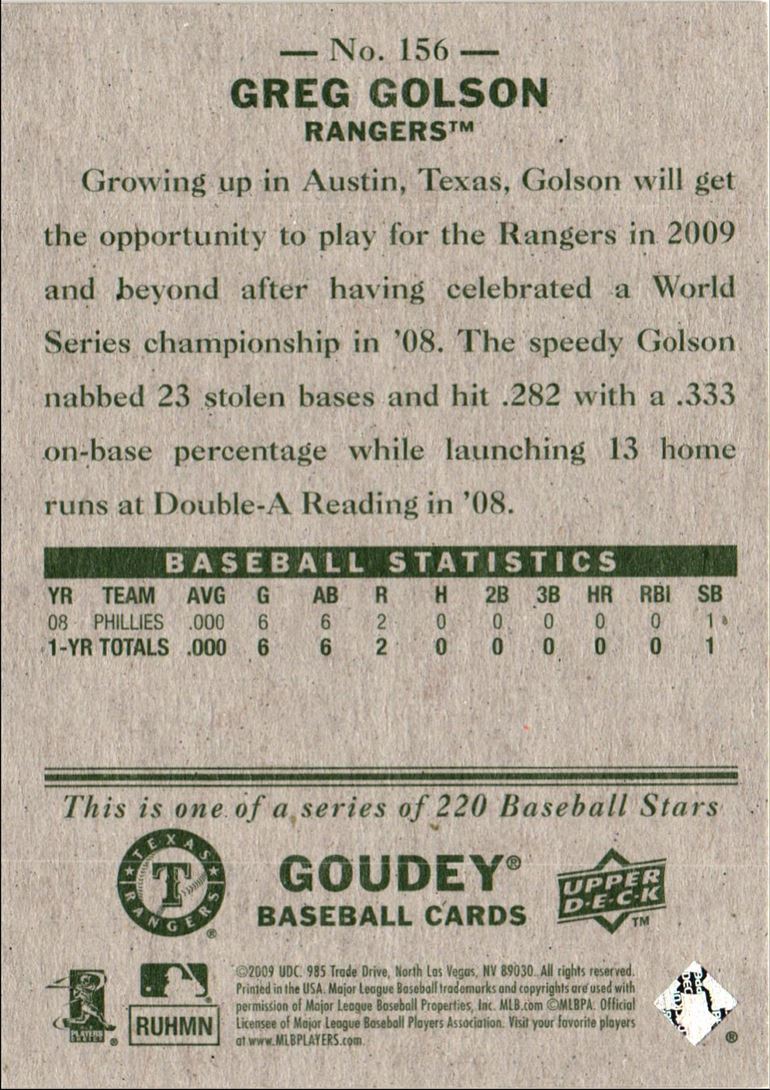 — No. 156 —
GREG GOLSON
RANGERS™
Growing up in Austin, Texas, Golson will get
the opportunity to play for the Rangers in 2009
and beyond after having celebrated a World
Series championship in '08. The speedy Golson
nabbed 23 stolen bases and hit .282 with a .333
on-base percentage while launching 13 home
runs at Double-A Reading in '08.
BASEBALL STATISTICS
YR TEAM AVG G AB R H 2B 3B HR RBI SB
08 PHILLIES .000 6 6 2 0 0 0 0 0 1
1-YR TOTALS .000 6 6 2 0 0 0 0 0 1
This is one of a series of 220 Baseball Stars
TEXAS
T
RANGERS ®
GOUDEY®
BASEBALL CARDS
UPPER
D·E·C·K
TM
PLAYERS
CHOICE ®
®
RUHMN
©2009 UDC. 985 Trade Drive, North Las Vegas, NV 89030. All rights reserved.
Printed in the USA. Major League Baseball trademarks and copyrights are used with
permission of Major League Baseball Properties, Inc. MLB.com ©MLBPA. Official
Licensee of Major League Baseball Players Association. Visit your favorite players
at www.MLBPLAYERS.com.
®